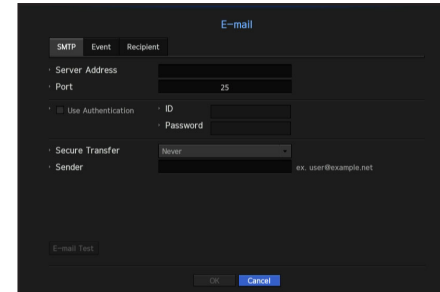 E-mail
SMTP Event Recipient
Server Address
Port 25
Use Authentication ID
Password
Secure Transfer Never
Sender ex. user@example.net
E-mail Test
OK Cancel